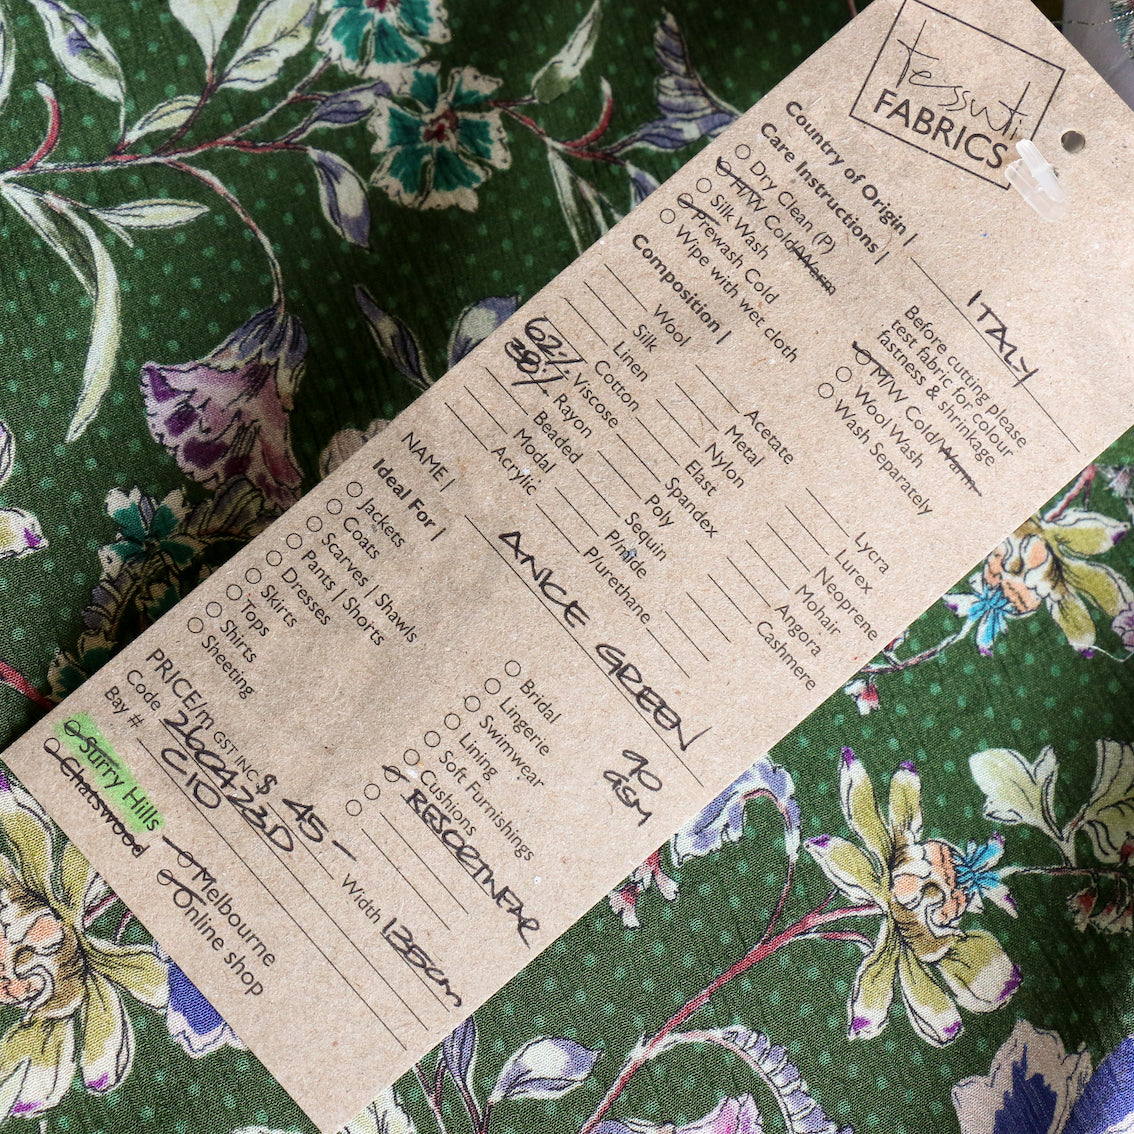 Tessuti
FABRICS
Country of Origin | ITALY
Care Instructions |
Dry Clean (P)
H/W Cold/Warm
Silk Wash
Prewash Cold
Wipe with wet cloth
Before cutting please
test fabric for colour
fastness & shrinkage
M/W Cold/Warm
Wool Wash
Wash Separately
Composition |
Wool
Silk
Linen
Cotton
62% Viscose
38% Rayon
Beaded
Modal
Acrylic
Acetate
Metal
Nylon
Elast
Spandex
Poly
Sequin
P/mide
P/urethane
Lycra
Lurex
Neoprene
Mohair
Angora
Cashmere
NAME | ANICE GREEN
90
GSM
Ideal For |
Jackets
Coats
Scarves | Shawls
Pants | Shorts
Dresses
Skirts
Tops
Shirts
Sheeting
Bridal
Lingerie
Swimwear
Lining
Soft Furnishings
Cushions
RESORTWEAR
PRICE/m GST INC $ 45- Width 135cm
Code 260423D
Bay # C10
Surry Hills
Chatswood
Melbourne
Online shop